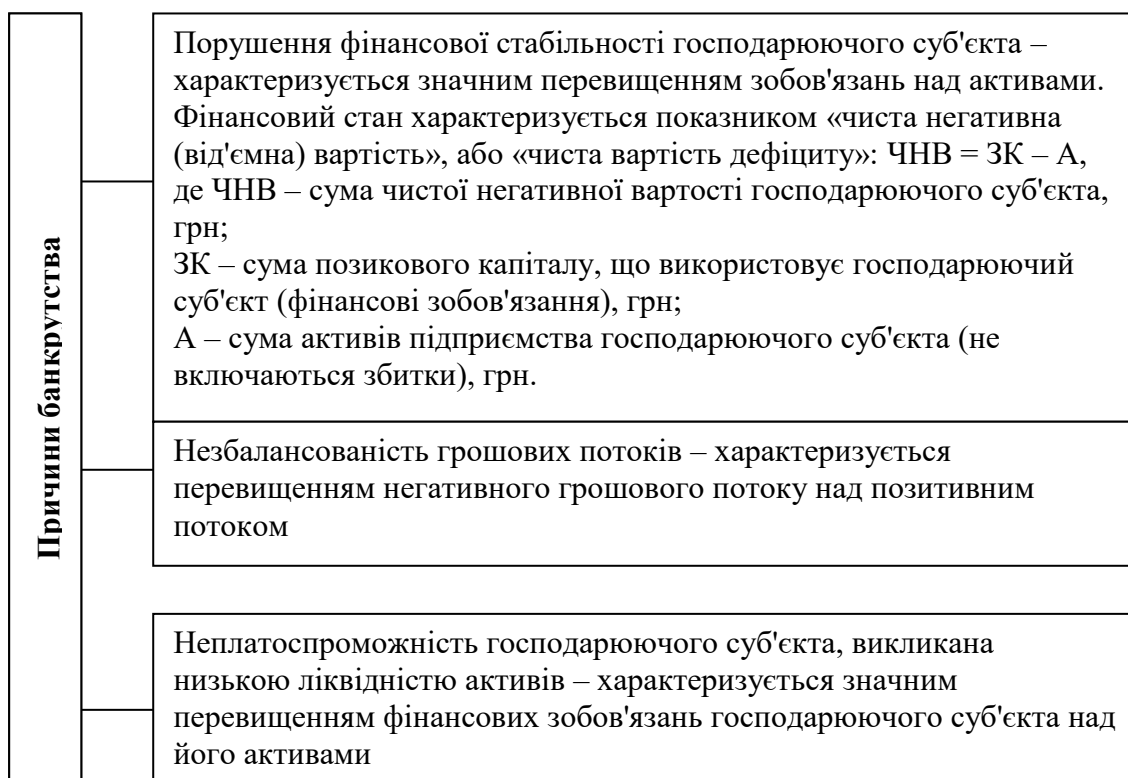 Причини банкрутства
Порушення фінансової стабільності господарюючого суб'єкта –
характеризується значним перевищенням зобов'язань над активами.
Фінансовий стан характеризується показником «чиста негативна
(від'ємна) вартість», або «чиста вартість дефіциту»: ЧНВ = ЗК – А,
де ЧНВ – сума чистої негативної вартості господарюючого суб'єкта,
грн;
ЗК – сума позикового капіталу, що використовує господарюючий
суб'єкт (фінансові зобов'язання), грн;
А – сума активів підприємства господарюючого суб'єкта (не
включаються збитки), грн.
Незбалансованість грошових потоків – характеризується
перевищенням негативного грошового потоку над позитивним
потоком
Неплатоспроможність господарюючого суб'єкта, викликана
низькою ліквідністю активів – характеризується значним
перевищенням фінансових зобов'язань господарюючого суб'єкта над
його активами